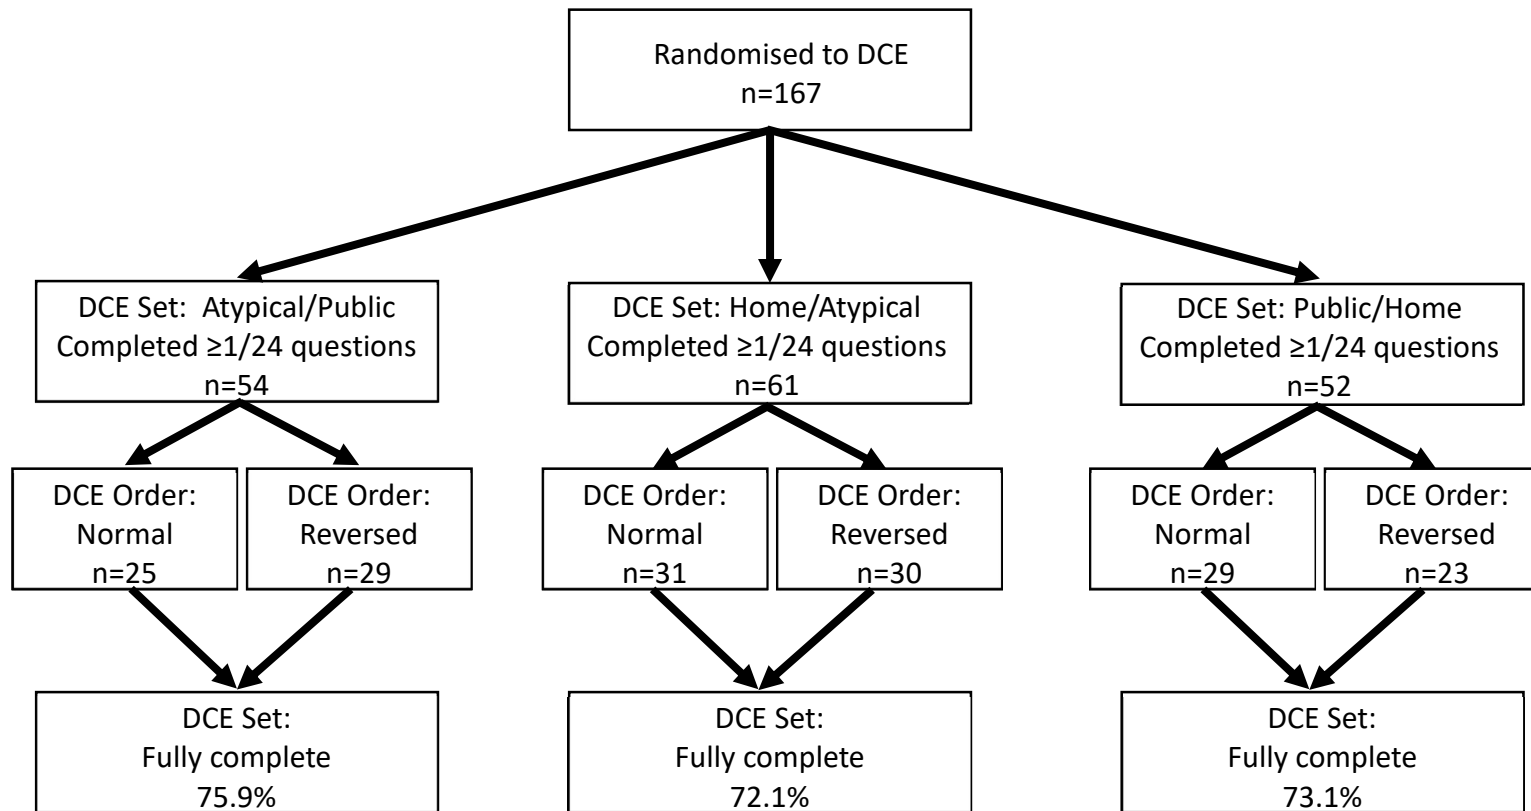 Randomised to DCE
n=167
DCE Set:  Atypical/Public
Completed ≥1/24 questions
n=54
DCE Set: Home/Atypical
Completed ≥1/24 questions
n=61
DCE Set: Public/Home
Completed ≥1/24 questions
n=52
DCE Order:
Normal
n=25
DCE Order:
Reversed
n=29
DCE Order:
Normal
n=31
DCE Order:
Reversed
n=30
DCE Order:
Normal
n=29
DCE Order:
Reversed
n=23
DCE Set:
Fully complete
75.9%
DCE Set:
Fully complete
72.1%
DCE Set:
Fully complete
73.1%